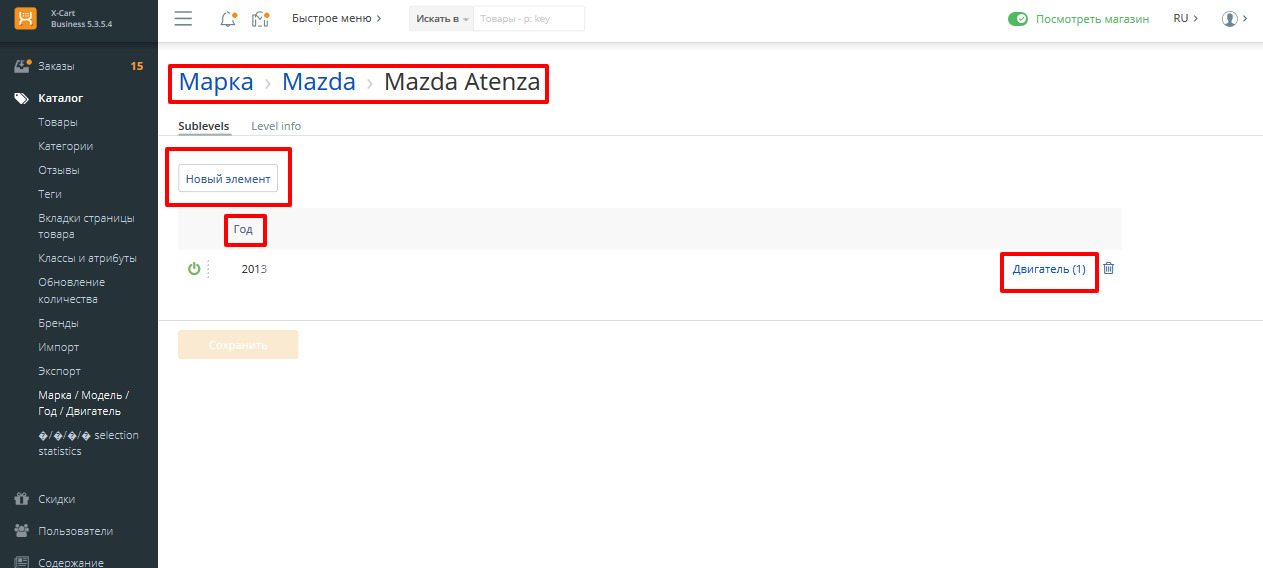 X-Cart
Business 5.3.5.4
Быстрое меню
Искать в
Товары - p: key
Посмотреть магазин
RU
Заказы 15
Каталог
Товары
Категории
Отзывы
Теги
Вкладки страницы
товара
Классы и атрибуты
Обновление
количества
Бренды
Импорт
Экспорт
Марка / Модель /
Год / Двигатель
�/�/�/� selection
statistics
Скидки
Пользователи
Содержание
Марка › Mazda › Mazda Atenza
Sublevels Level info
Новый элемент
Год
2013 Двигатель (1)
Сохранить